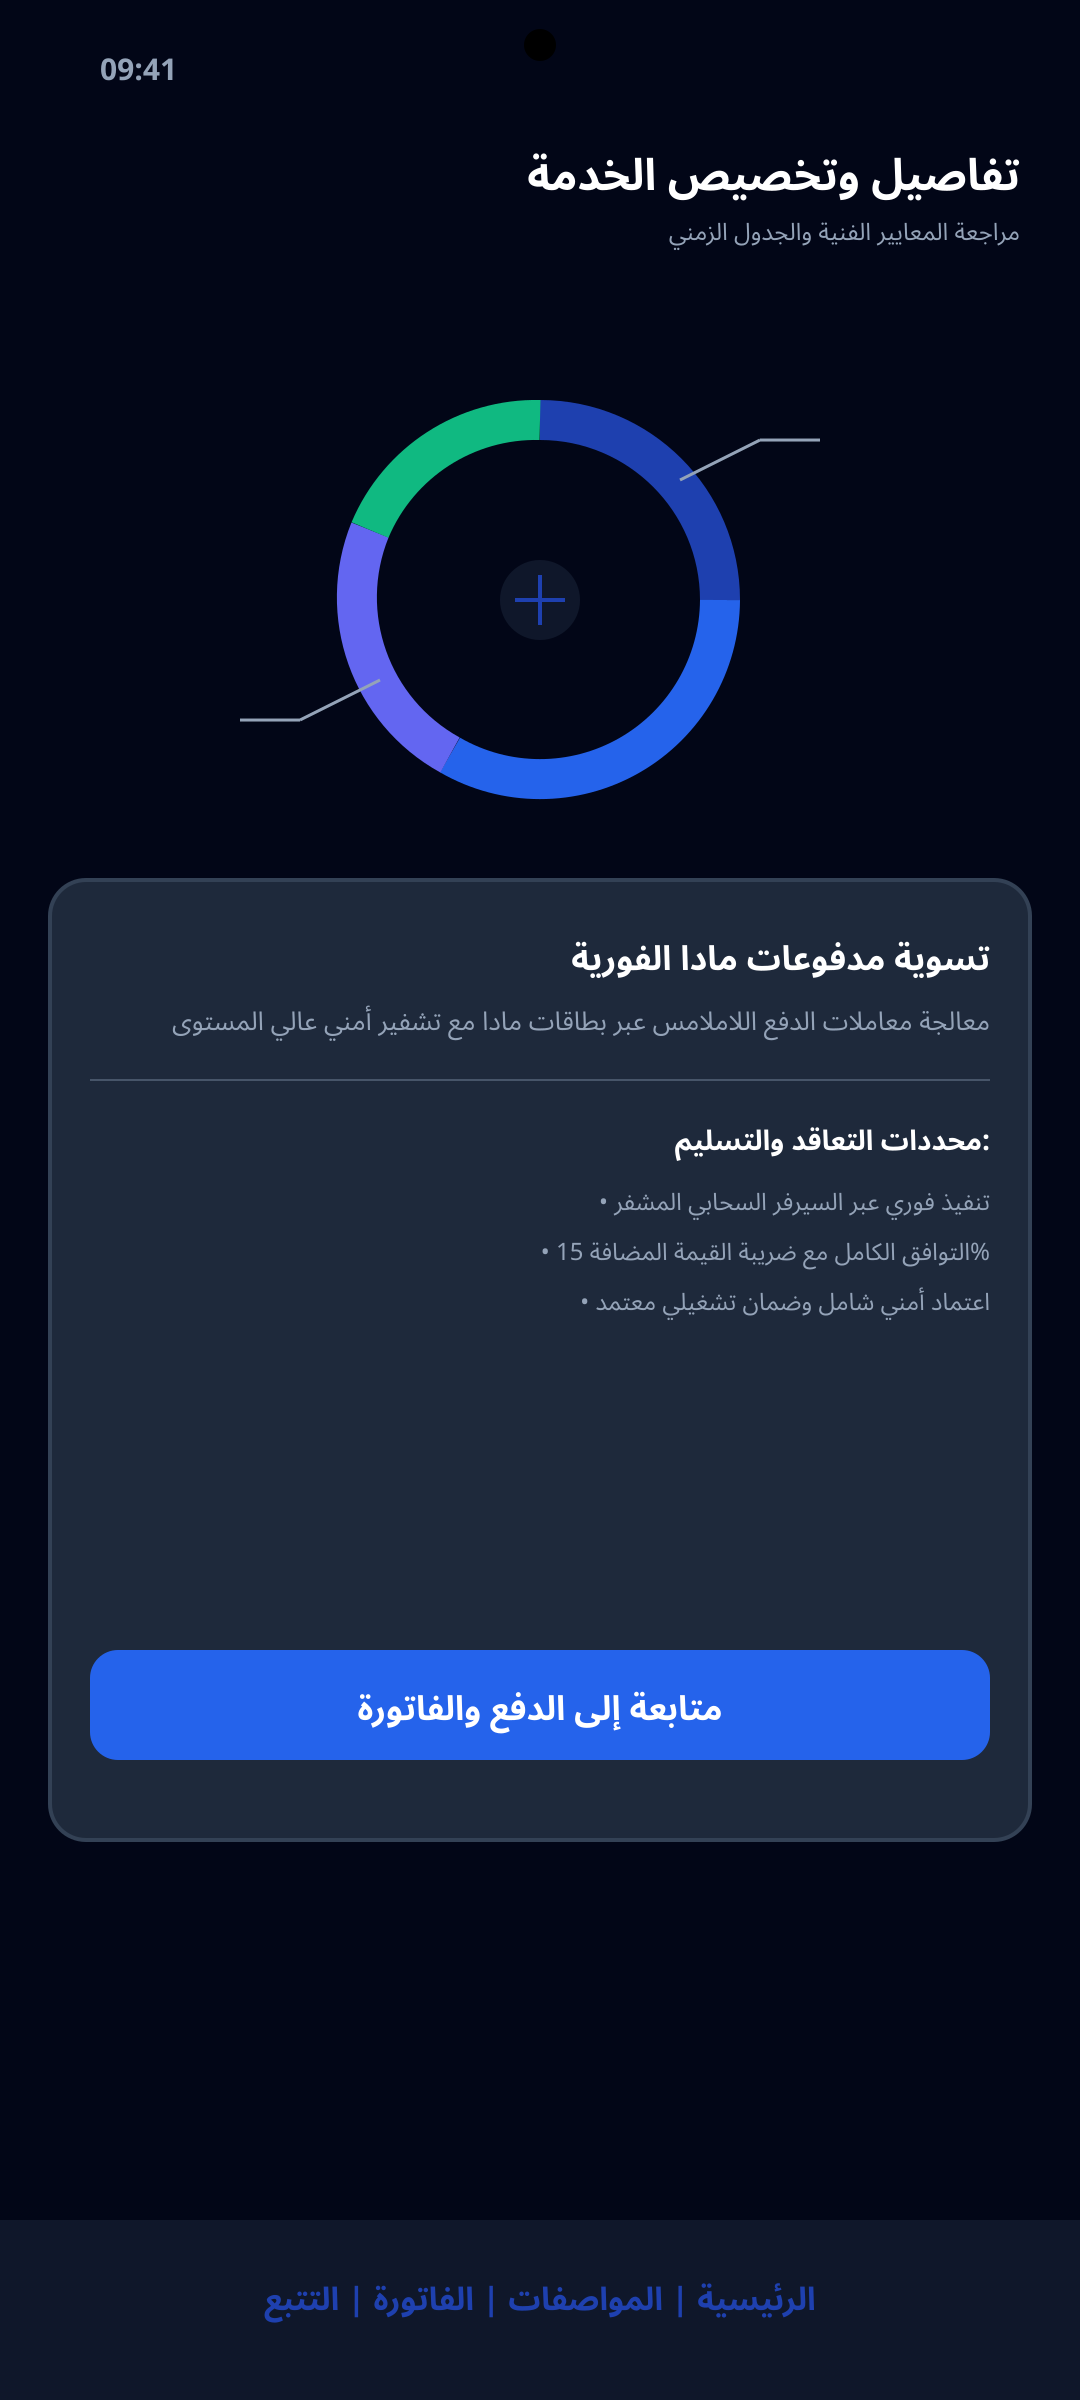 09:41
تفاصيل وتخصيص الخدمة
مراجعة المعايير الفنية والجدول الزمني
تسوية مدفوعات مادا الفورية
معالجة معاملات الدفع اللاملامس عبر بطاقات مادا مع تشفير أمني عالي المستوى
:محددات التعاقد والتسليم
تنفيذ فوري عبر السيرفر السحابي المشفر •
%التوافق الكامل مع ضريبة القيمة المضافة 15 •
اعتماد أمني شامل وضمان تشغيلي معتمد •
متابعة إلى الدفع والفاتورة
الرئيسية | المواصفات | الفاتورة | التتبع